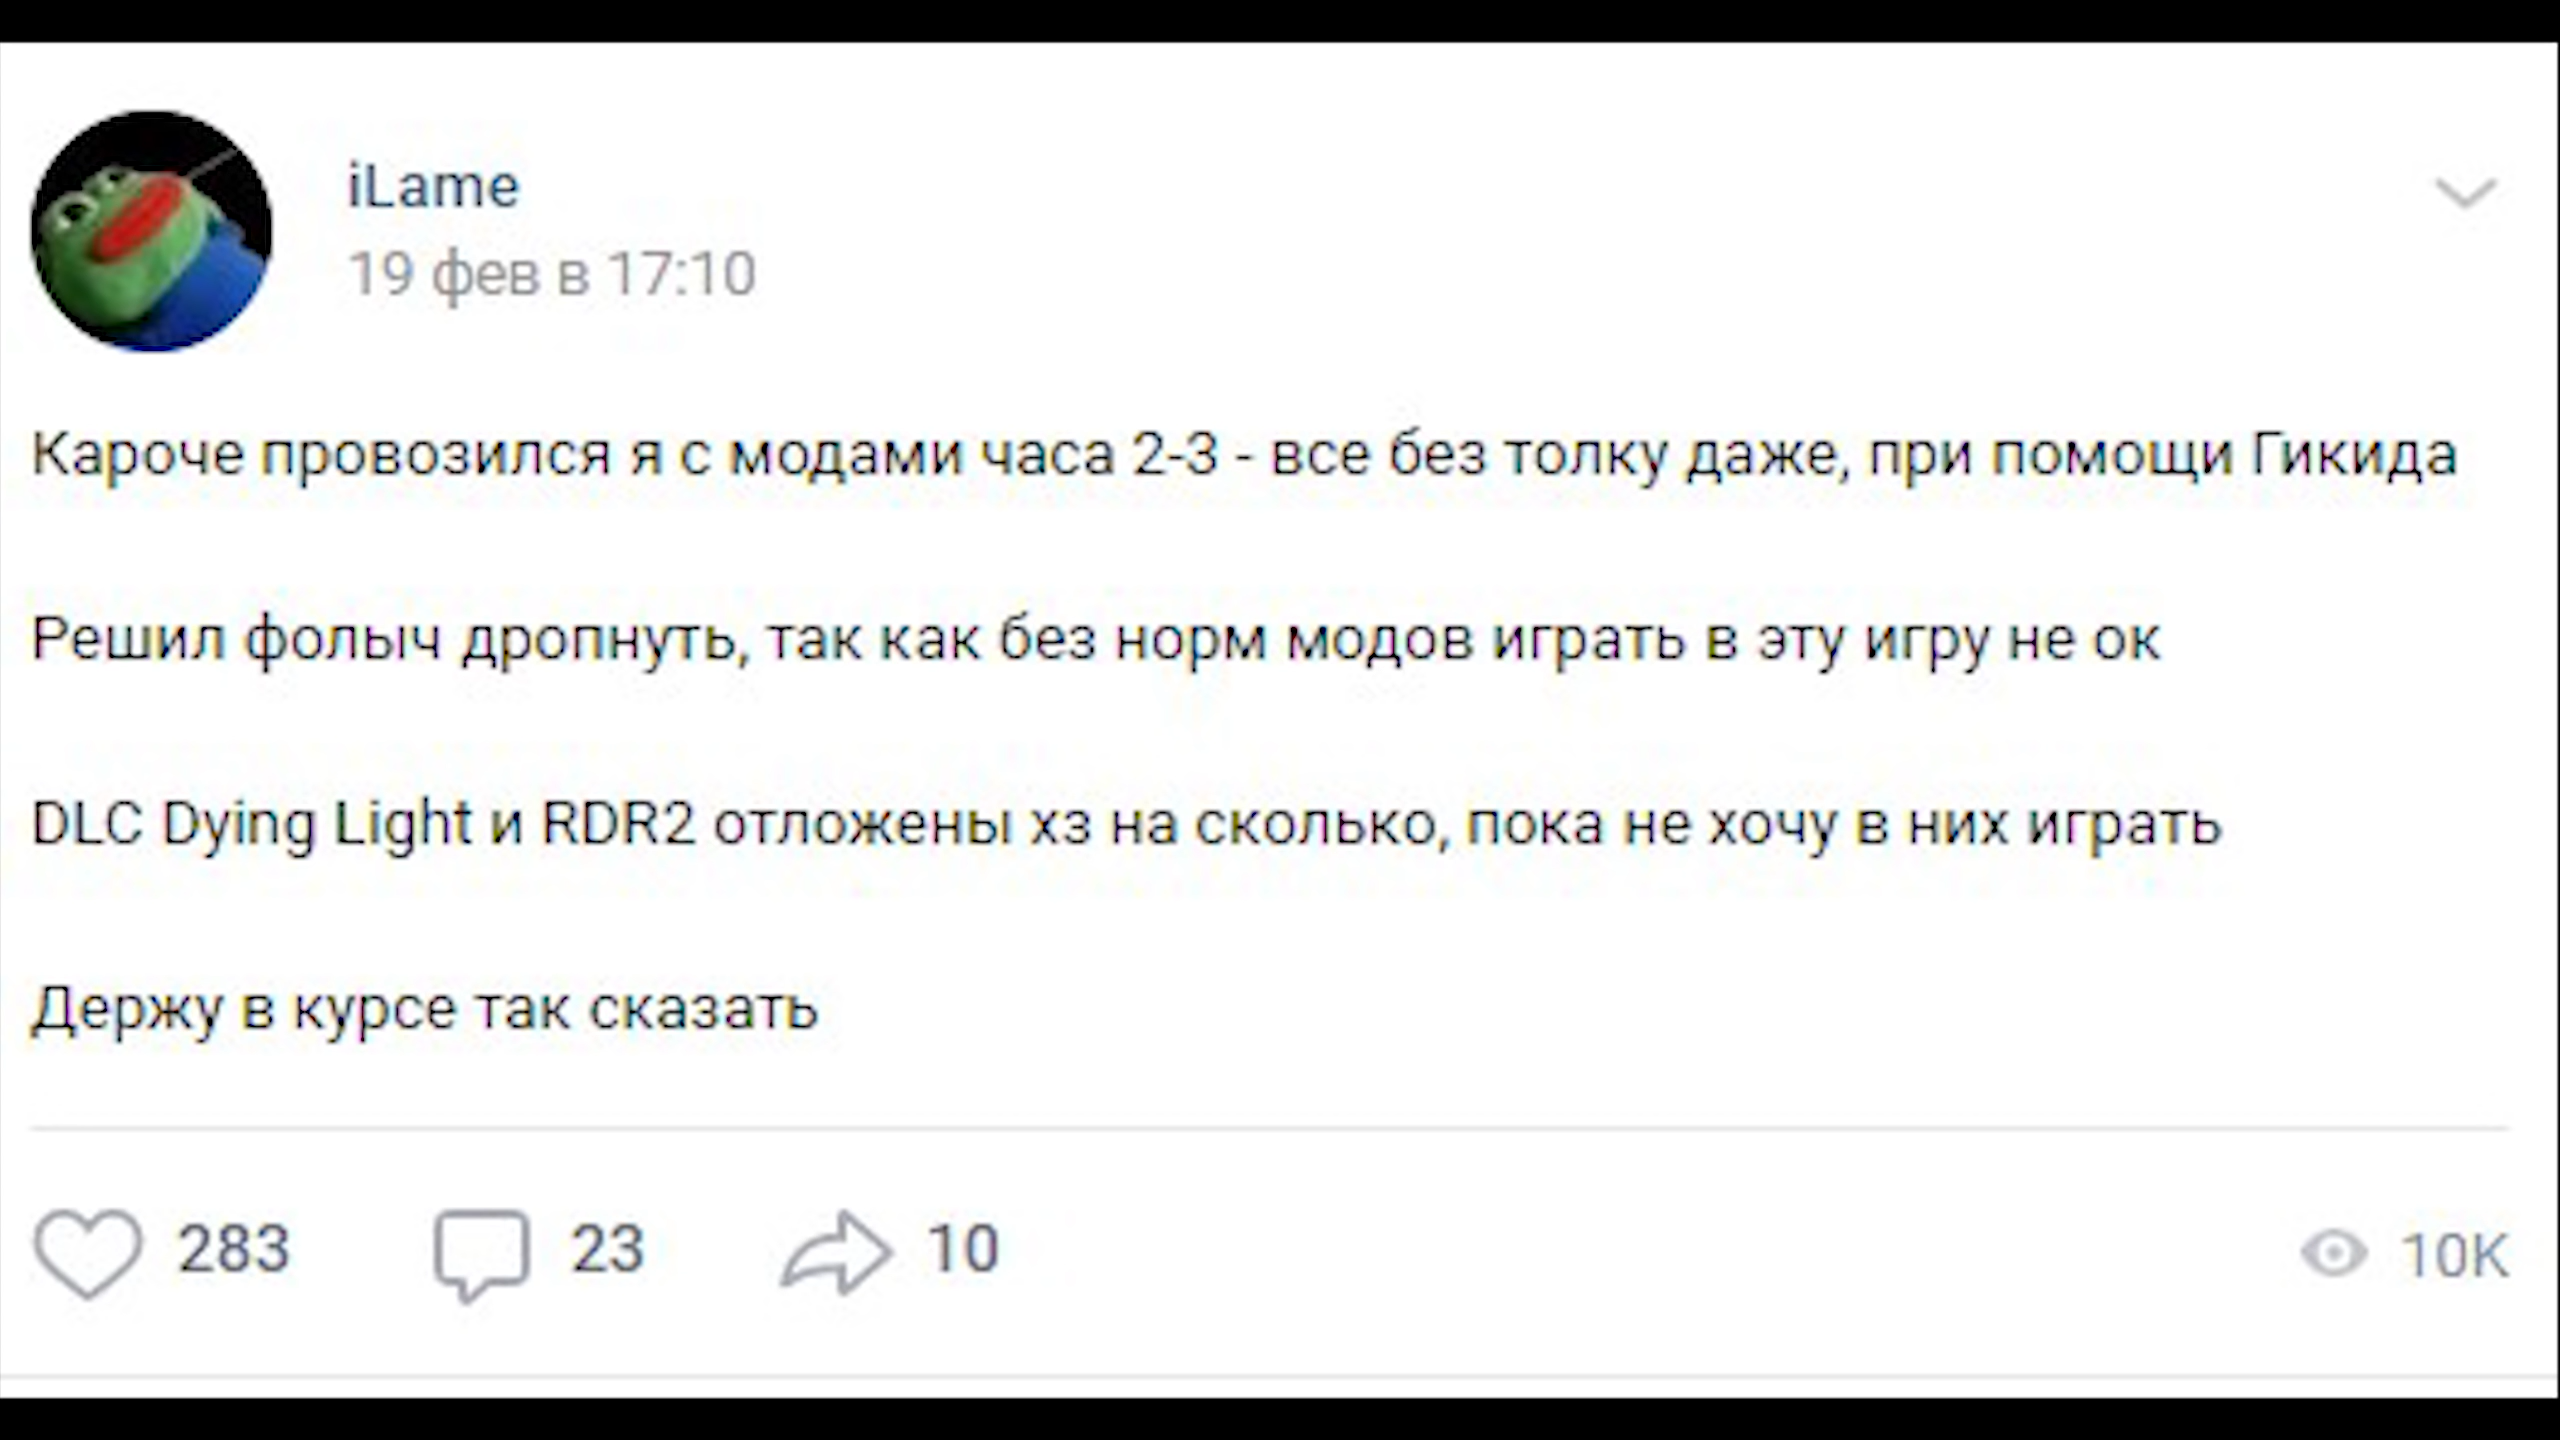 iLame
19 фев в 17:10
Кароче провозился я с модами часа 2-3 - все без толку даже, при помощи Гикида
Решил фолыч дропнуть, так как без норм модов играть в эту игру не ок
DLC Dying Light и RDR2 отложены хз на сколько, пока не хочу в них играть
Держу в курсе так сказать
283 23 10 10K